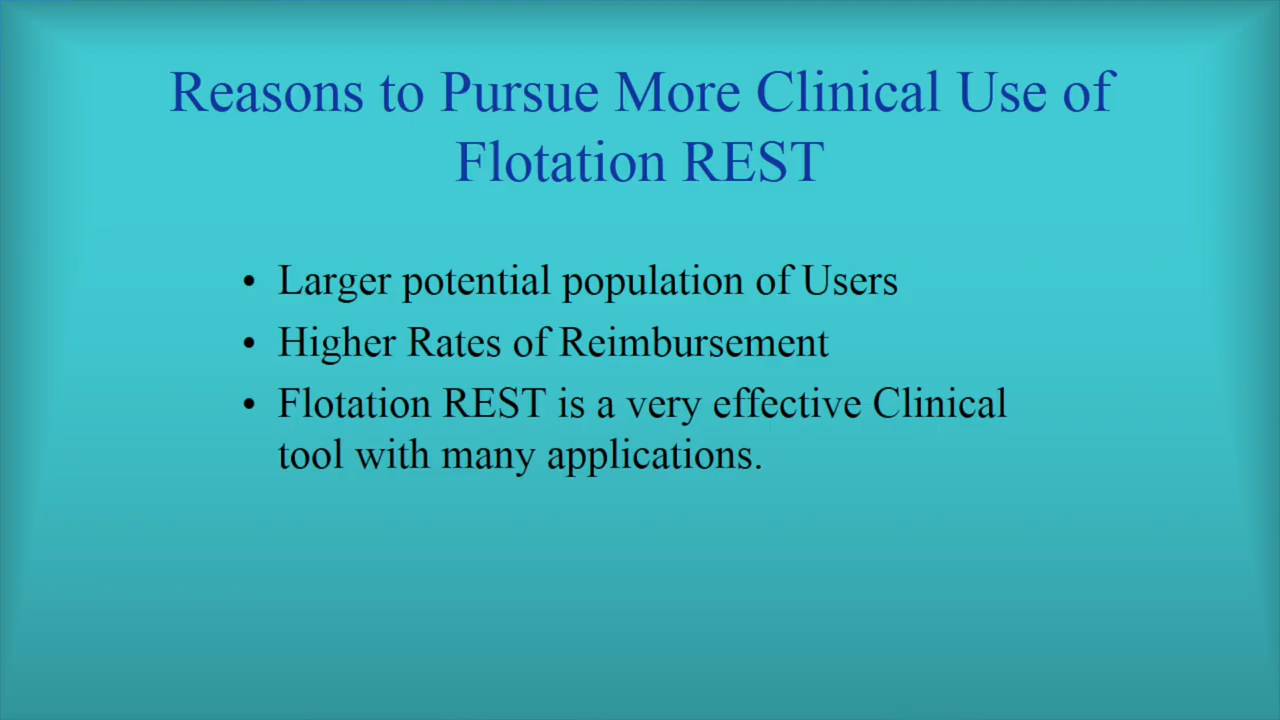 Reasons to Pursue More Clinical Use of
Flotation REST
• Larger potential population of Users
• Higher Rates of Reimbursement
• Flotation REST is a very effective Clinical
tool with many applications.